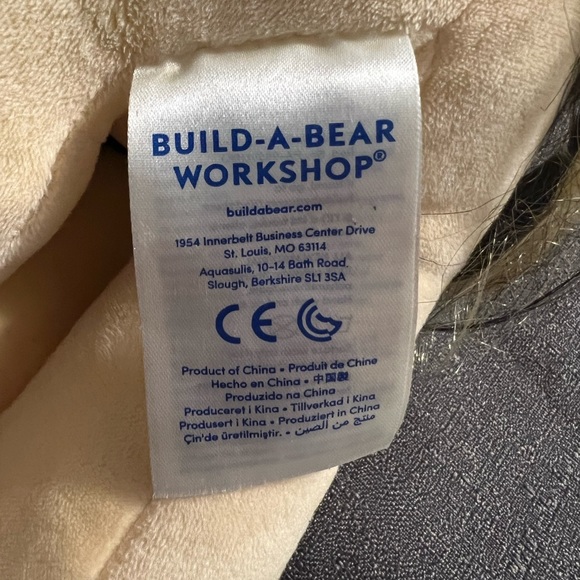 BUILD-A-BEAR
WORKSHOP®
buildabear.com
1954 Innerbelt Business Center Drive
St. Louis, MO 63114
Aquasulis, 10-14 Bath Road
Slough, Berkshire SL1 3SA
CE
Product of China • Produit de Chine
Hecho en China • 中国製
Produzido na China
Produceret i Kina • Tillverkad i Kina
Produsert i Kina • Produziert in China
Çin'de üretilmiştir. • منتج من الصين